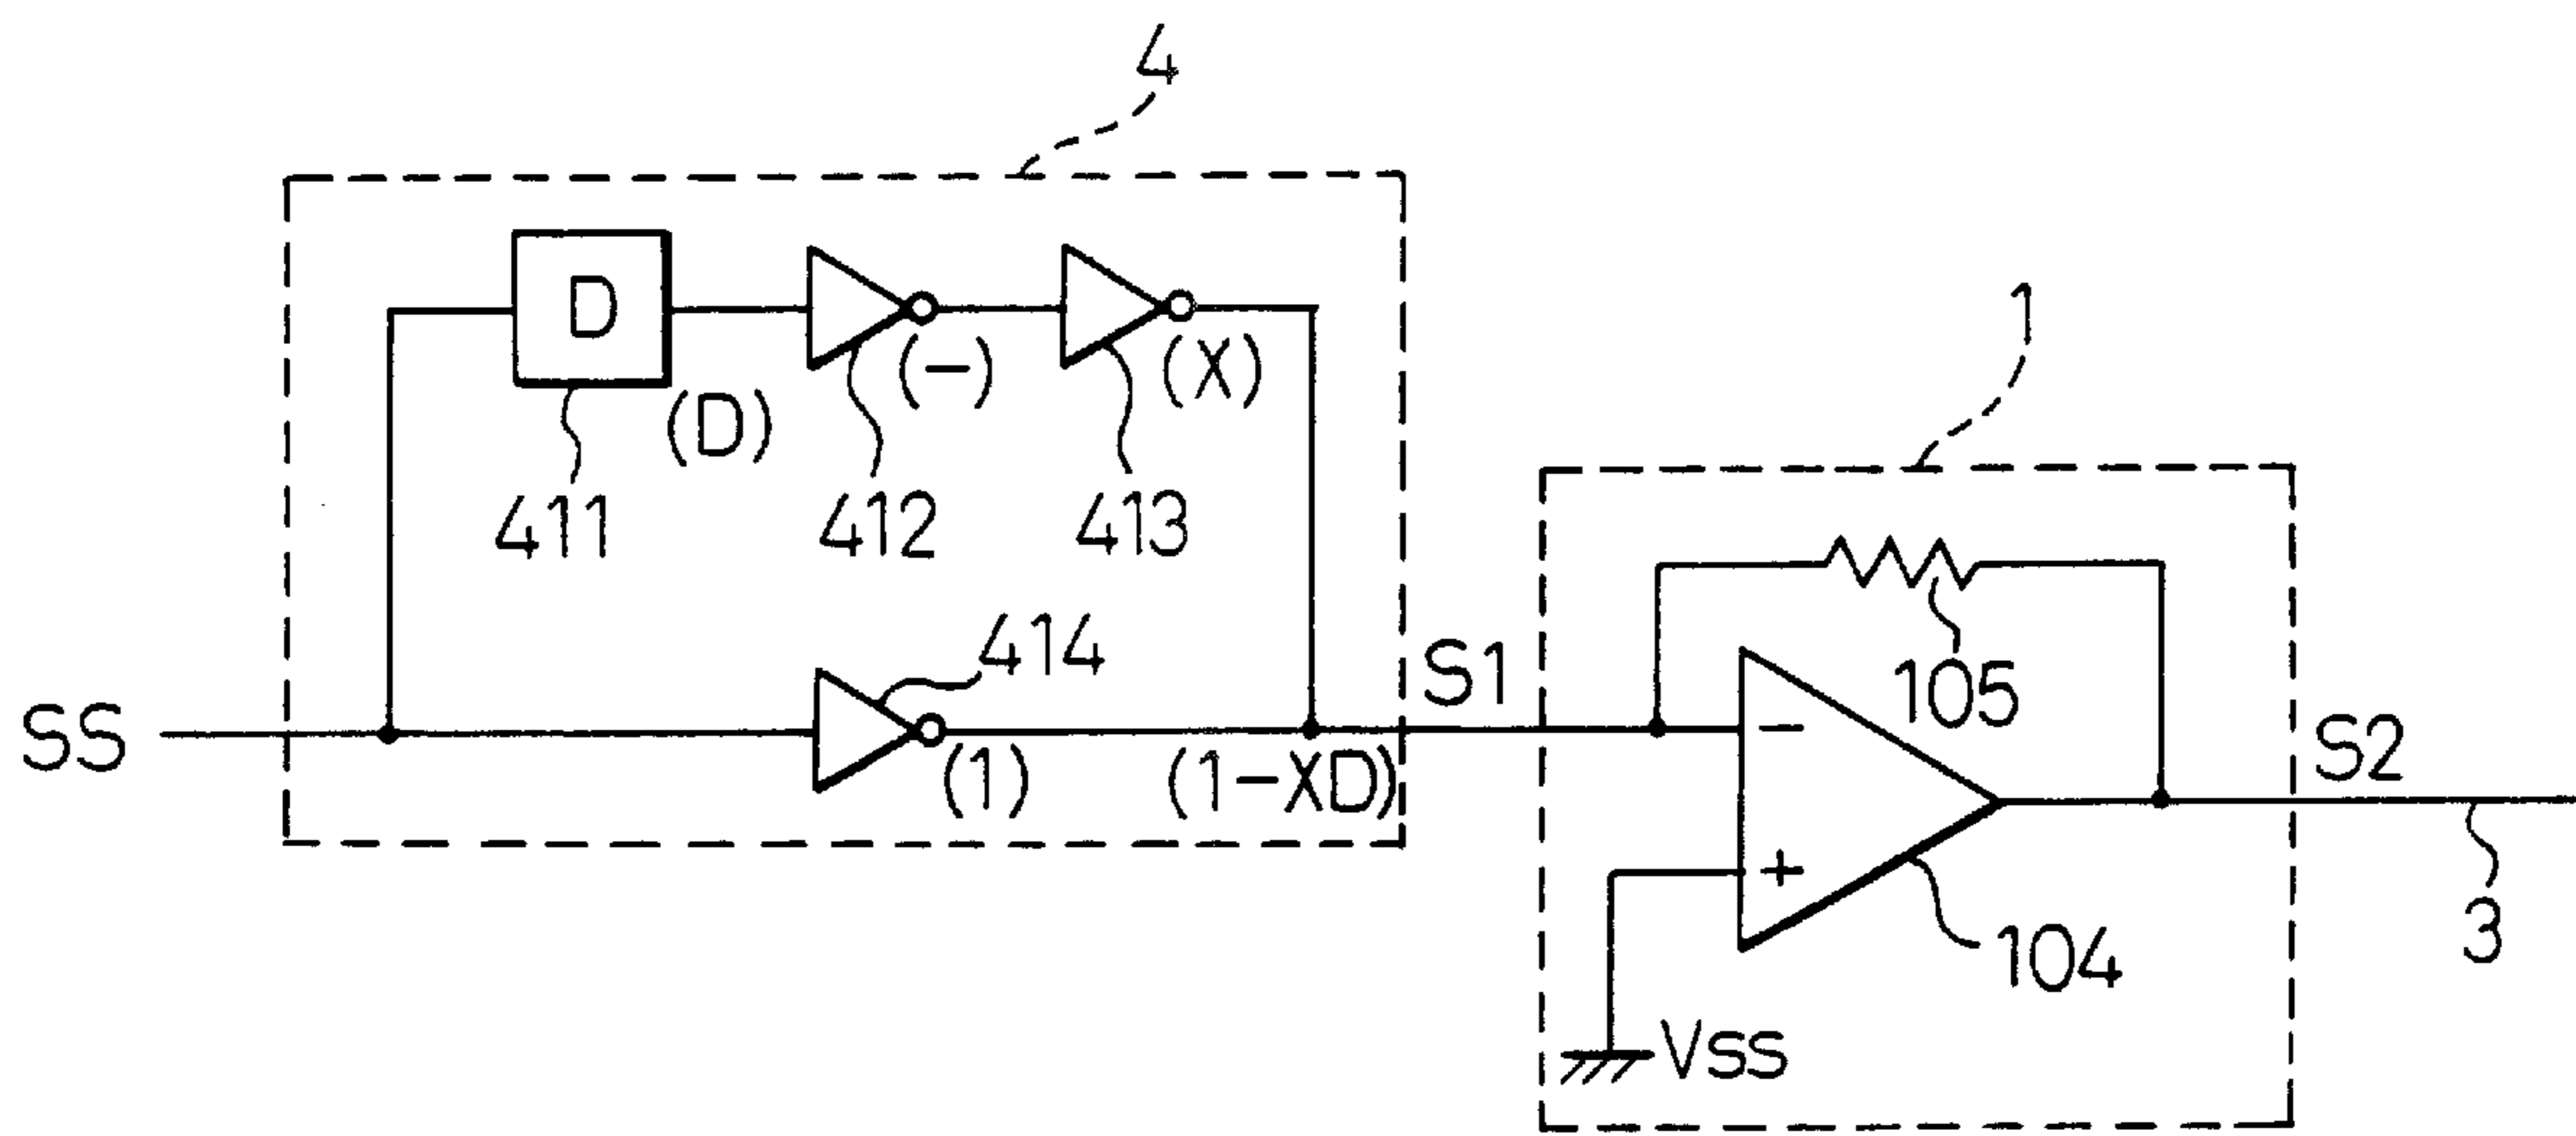 4
D
(D)
(-)
(X)
411
412
413
414
SS
(1)
(1-XD)
S1
1
105
-
+
104
VSS
S2
3